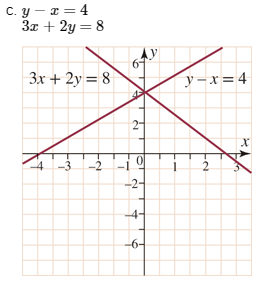 C. y − x = 4
3x + 2y = 8
y
6
3x + 2y = 8
y − x = 4
4
2
x
−4 −3 −2 −1 0 1 2 3
−2
−4
−6